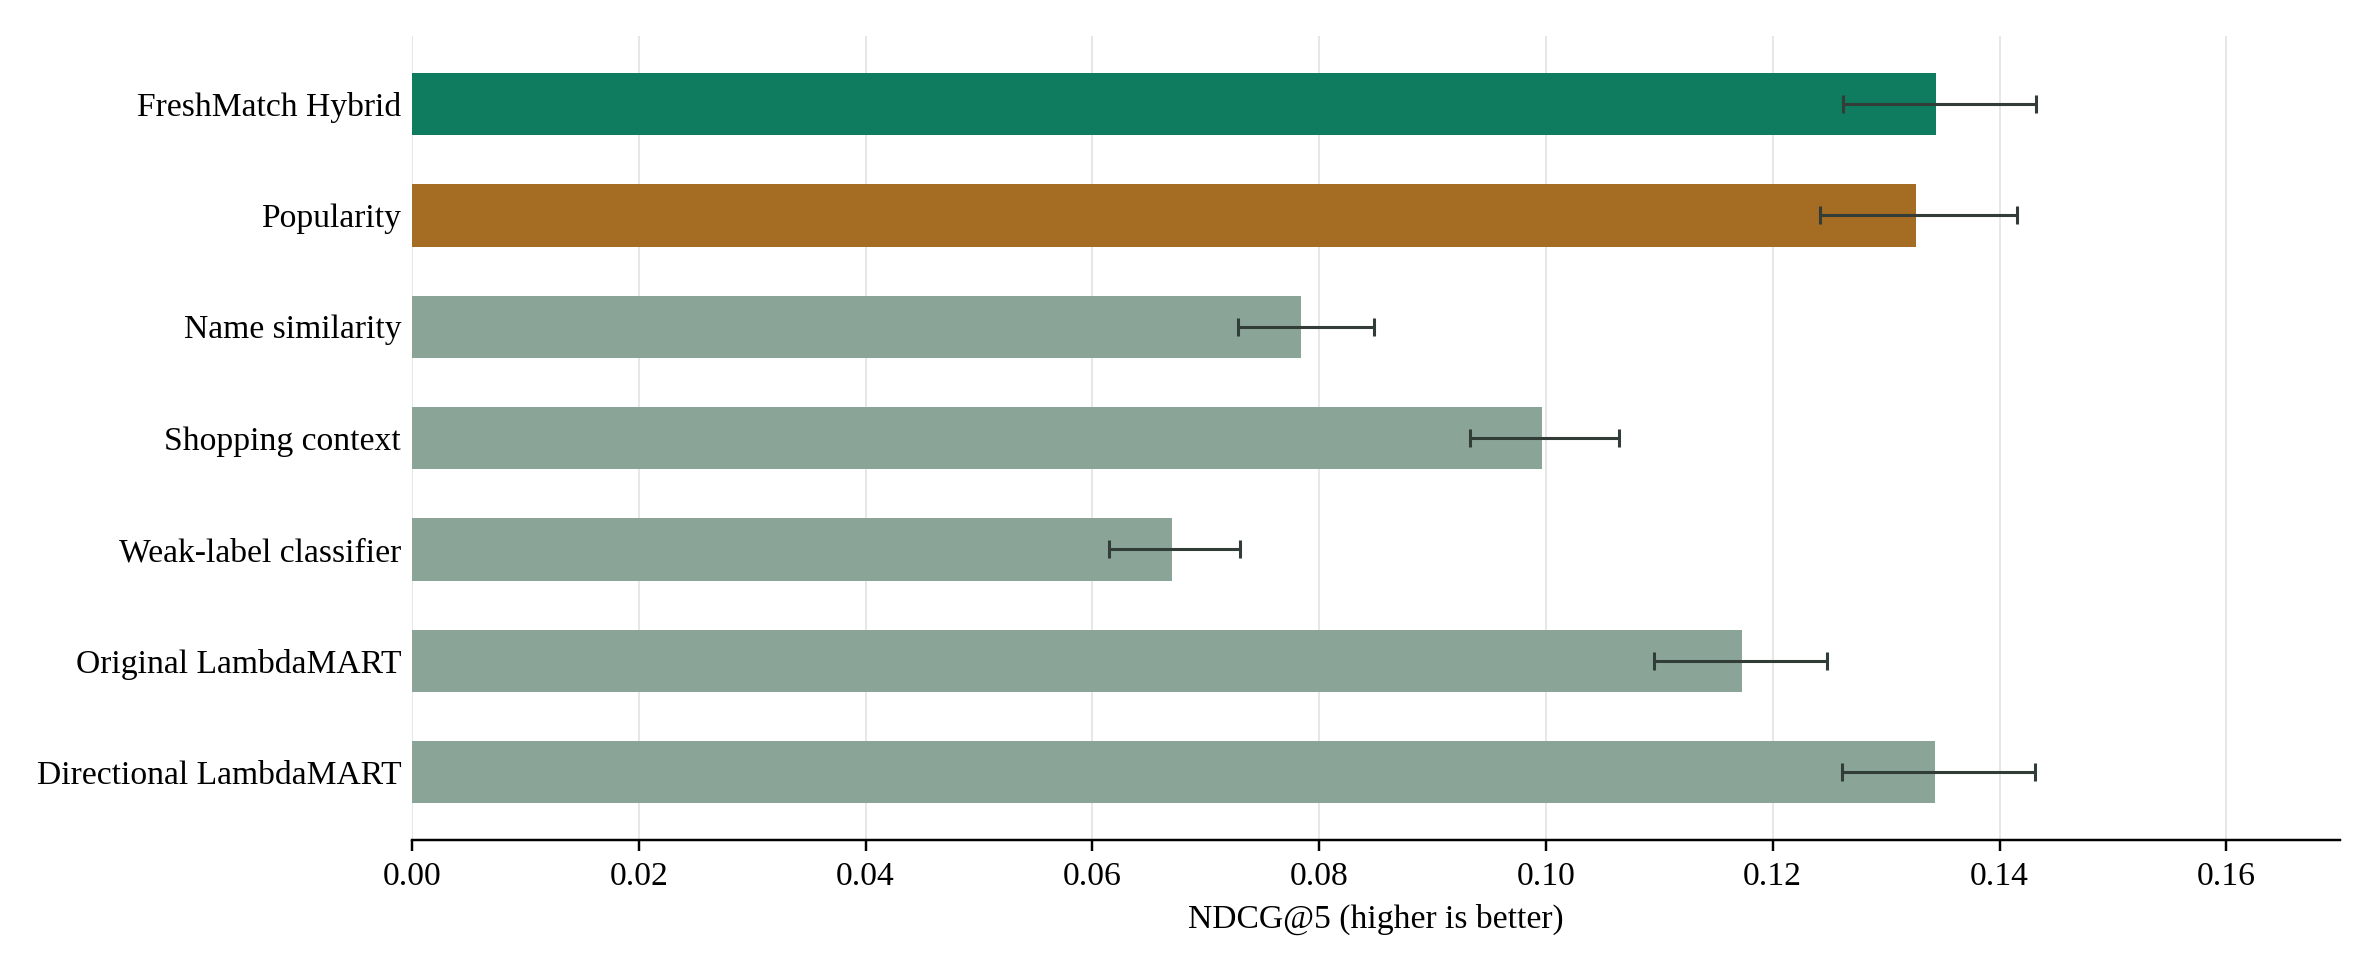 FreshMatch Hybrid
Popularity
Name similarity
Shopping context
Weak-label classifier
Original LambdaMART
Directional LambdaMART
0.00 0.02 0.04 0.06 0.08 0.10 0.12 0.14 0.16
NDCG@5 (higher is better)